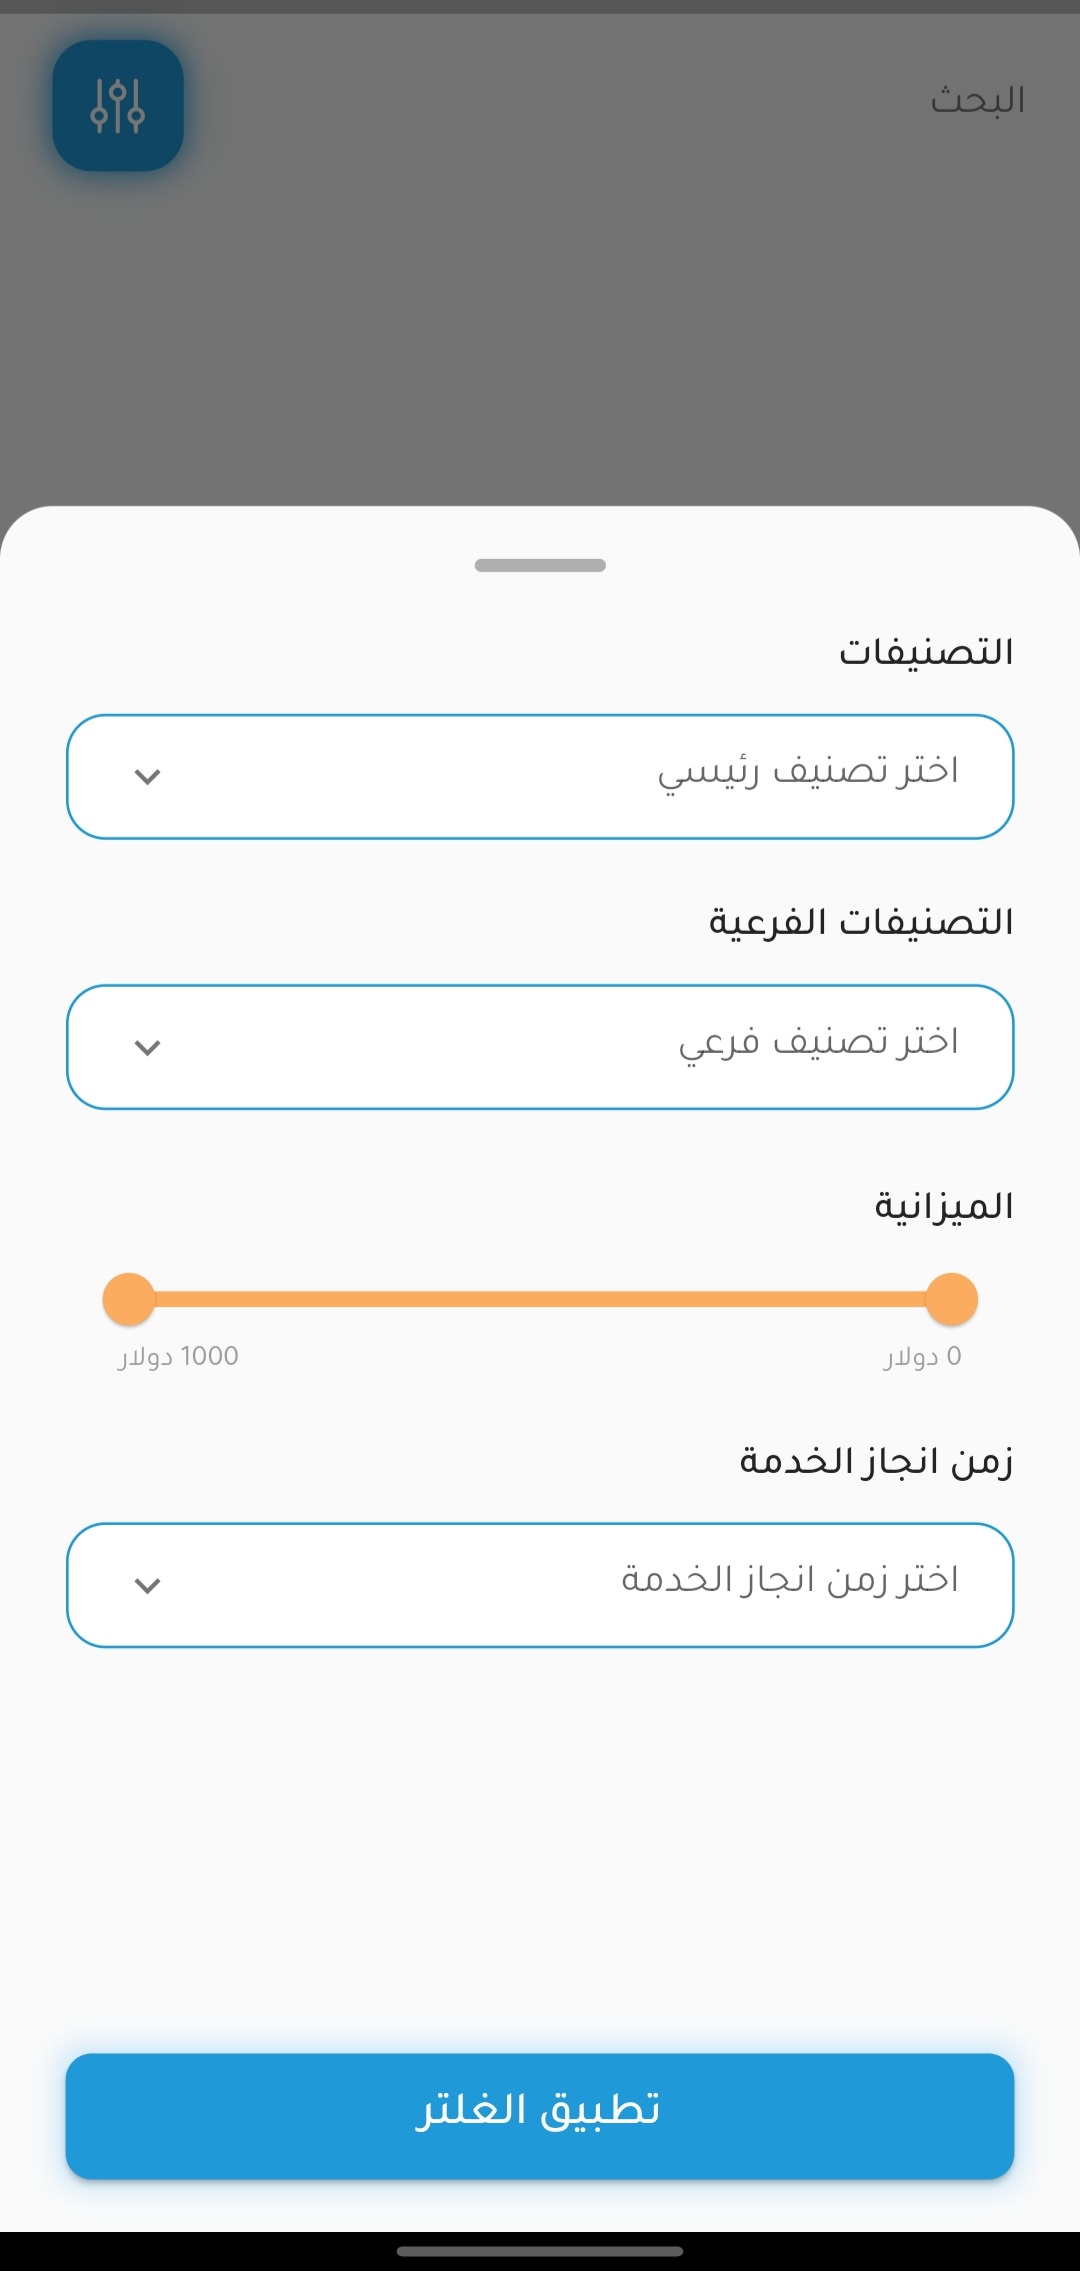 البحث
التصنيفات
اختر تصنيف رئيسي
التصنيفات الفرعية
اختر تصنيف فرعي
الميزانية
0 دولار
1000 دولار
زمن انجاز الخدمة
اختر زمن انجاز الخدمة
تطبيق الغلتر